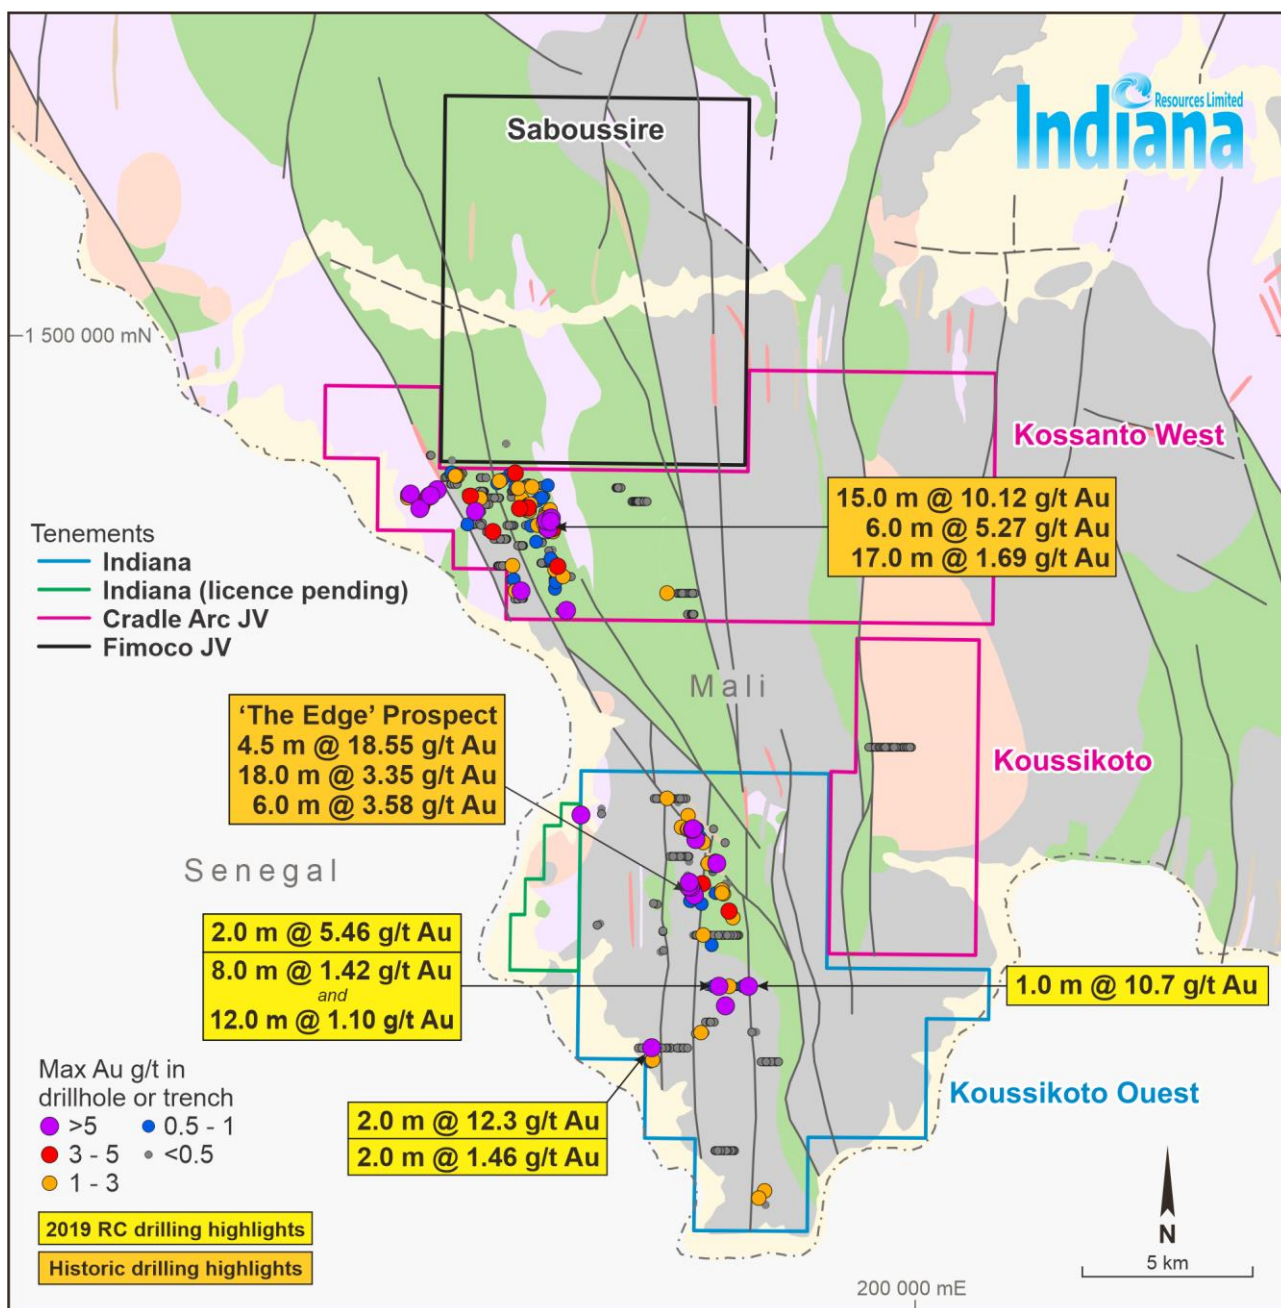 Indiana
Resources Limited
Saboussire
1 500 000 mN
Kossanto West
15.0 m @ 10.12 g/t Au
6.0 m @ 5.27 g/t Au
17.0 m @ 1.69 g/t Au
Tenements
Indiana
Indiana (licence pending)
Cradle Arc JV
Fimoco JV
Mali
‘The Edge’ Prospect
4.5 m @ 18.55 g/t Au
18.0 m @ 3.35 g/t Au
6.0 m @ 3.58 g/t Au
Koussikoto
Senegal
2.0 m @ 5.46 g/t Au
8.0 m @ 1.42 g/t Au
and
12.0 m @ 1.10 g/t Au
1.0 m @ 10.7 g/t Au
Koussikoto Ouest
2.0 m @ 12.3 g/t Au
2.0 m @ 1.46 g/t Au
Max Au g/t in
drillhole or trench
>5
0.5 - 1
3 - 5
<0.5
1 - 3
2019 RC drilling highlights
Historic drilling highlights
N
5 km
200 000 mE